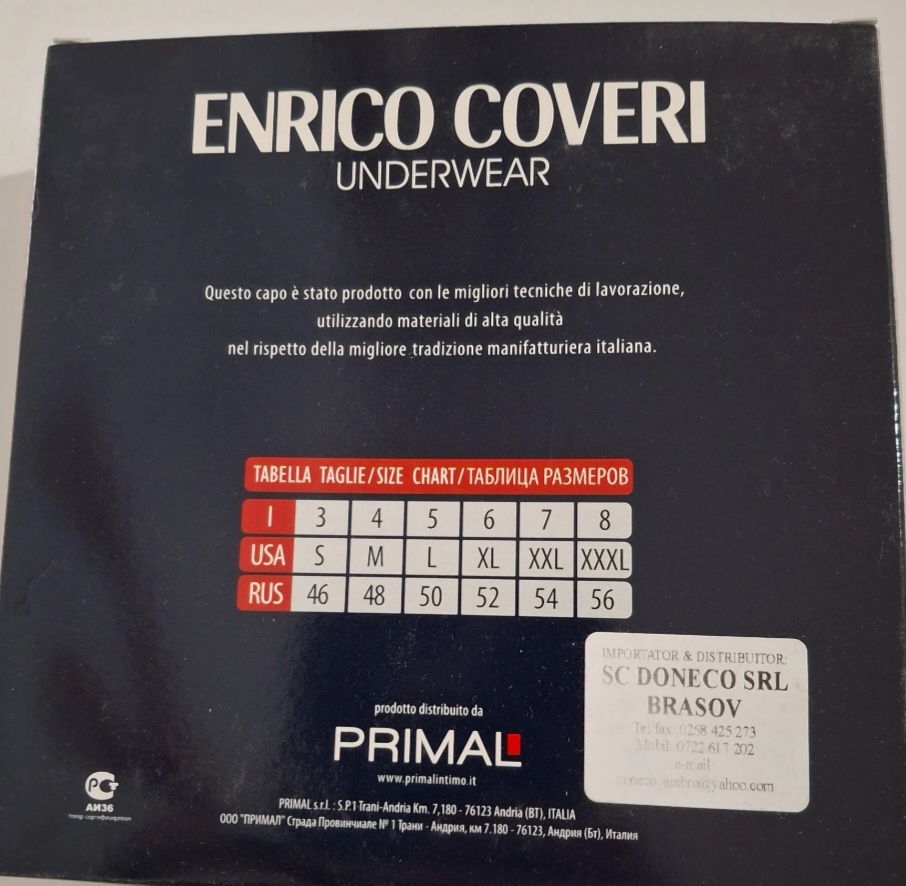 ENRICO COVERI
UNDERWEAR
Questo capo è stato prodotto con le migliori tecniche di lavorazione,
utilizzando materiali di alta qualità
nel rispetto della migliore tradizione manifatturiera italiana.
TABELLA TAGLIE/SIZE CHART/ТАБЛИЦА РАЗМЕРОВ
I 3 4 5 6 7 8
USA S M L XL XXL XXXL
RUS 46 48 50 52 54 56
IMPORTATOR & DISTRIBUITOR:
SC DONECO SRL
BRASOV
Tel/fax: 0268 425 273
Mobil: 0722 617 202
e-mail:
@yahoo.com
prodotto distribuito da
PRIMAL
www.primalintimo.it
РСТ
АИ36
товар сертифицирован
PRIMAL s.r.l. : S.P.1 Trani-Andria Km. 7,180 - 76123 Andria (BT), ITALIA
ООО "ПРИМАЛ" Страда Провинчиале № 1 Трани - Андрия, км 7.180 - 76123, Андрия (Бт), Италия